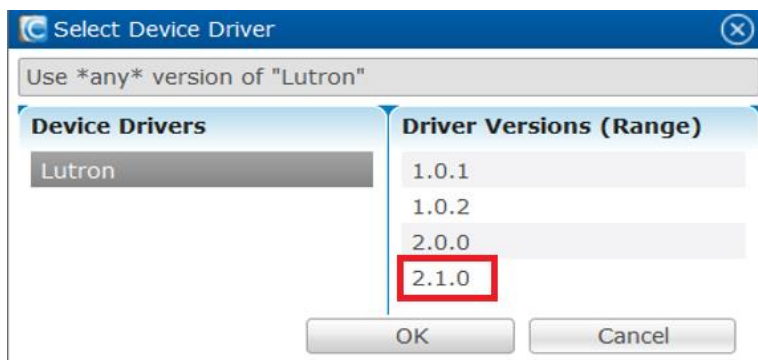 Select Device Driver
Use *any* version of "Lutron"
Device Drivers
Driver Versions (Range)
Lutron
1.0.1
1.0.2
2.0.0
2.1.0
OK
Cancel